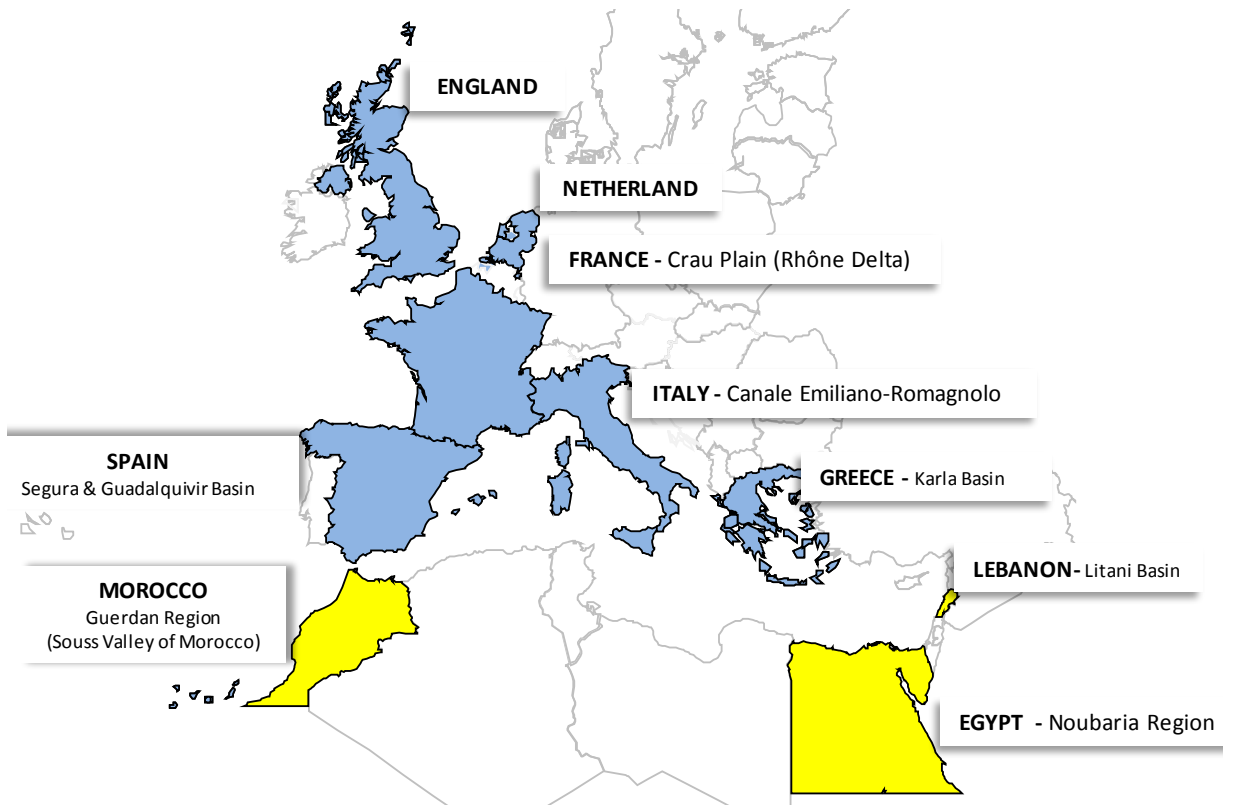 ENGLAND
NETHERLAND
FRANCE - Crau Plain (Rhône Delta)
ITALY - Canale Emiliano-Romagnolo
SPAIN
Segura & Guadalquivir Basin
GREECE - Karla Basin
LEBANON- Litani Basin
MOROCCO
Guerdan Region
(Souss Valley of Morocco)
EGYPT - Noubaria Region